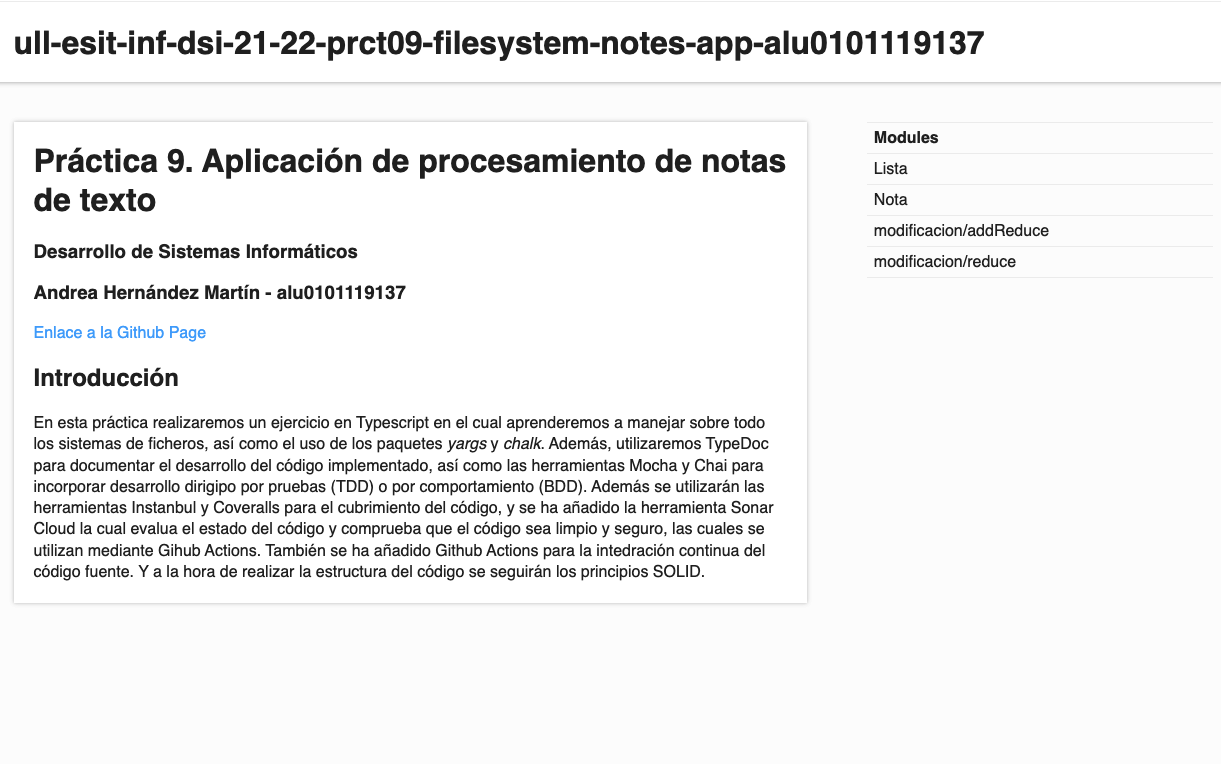 ull-esit-inf-dsi-21-22-prct09-filesystem-notes-app-alu0101119137
Práctica 9. Aplicación de procesamiento de notas
de texto
Desarrollo de Sistemas Informáticos
Andrea Hernández Martín - alu0101119137
Enlace a la Github Page
Introducción
En esta práctica realizaremos un ejercicio en Typescript en el cual aprenderemos a manejar sobre todo
los sistemas de ficheros, así como el uso de los paquetes yargs y chalk. Además, utilizaremos TypeDoc
para documentar el desarrollo del código implementado, así como las herramientas Mocha y Chai para
incorporar desarrollo dirigipo por pruebas (TDD) o por comportamiento (BDD). Además se utilizarán las
herramientas Instanbul y Coveralls para el cubrimiento del código, y se ha añadido la herramienta Sonar
Cloud la cual evalua el estado del código y comprueba que el código sea limpio y seguro, las cuales se
utilizan mediante Gihub Actions. También se ha añadido Github Actions para la intedración continua del
código fuente. Y a la hora de realizar la estructura del código se seguirán los principios SOLID.
Modules
Lista
Nota
modificacion/addReduce
modificacion/reduce